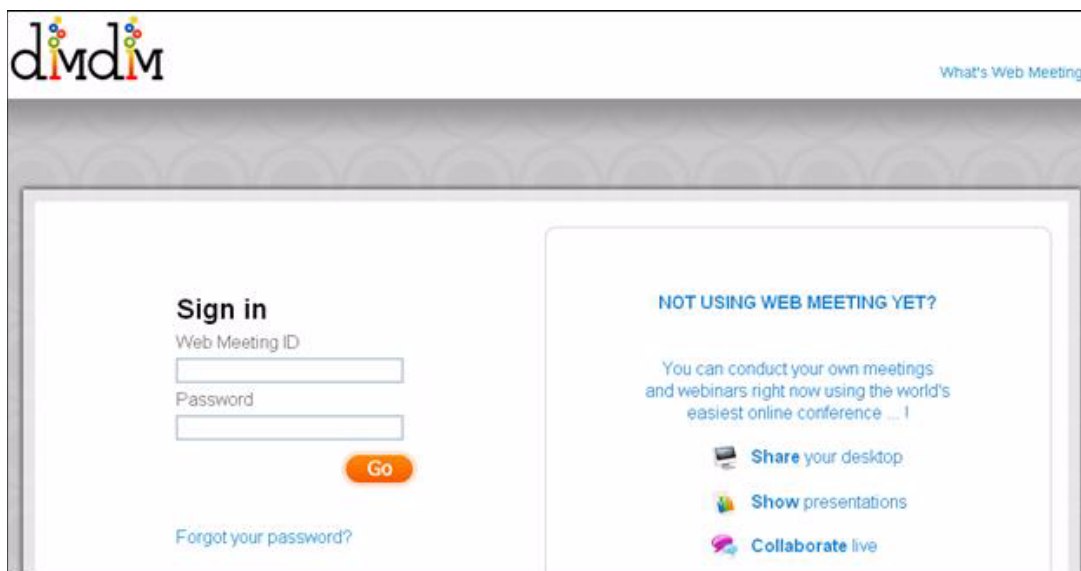 dimdim
What's Web Meeting
Sign in
Web Meeting ID
Password
Go
Forgot your password?
NOT USING WEB MEETING YET?
You can conduct your own meetings
and webinars right now using the world's
easiest online conference ... !
Share your desktop
Show presentations
Collaborate live